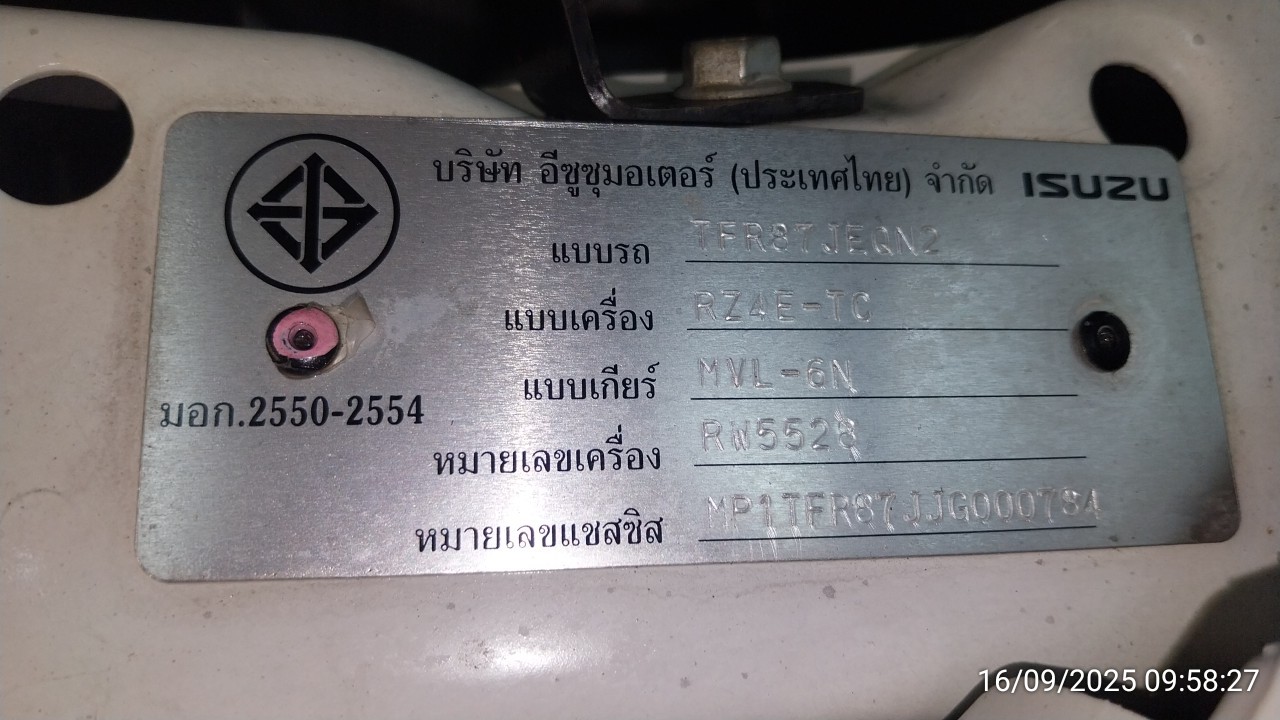 บริษัท อีซูซุมอเตอร์ (ประเทศไทย) จำกัด ISUZU
แบบรถ TFR87JEQN2
แบบเครื่อง RZ4E-TC
แบบเกียร์ MVL-6N
มอก.2550-2554
หมายเลขเครื่อง RW5528
หมายเลขแชสซิส MP1TFR87JJG000784
16/09/2025 09:58:27